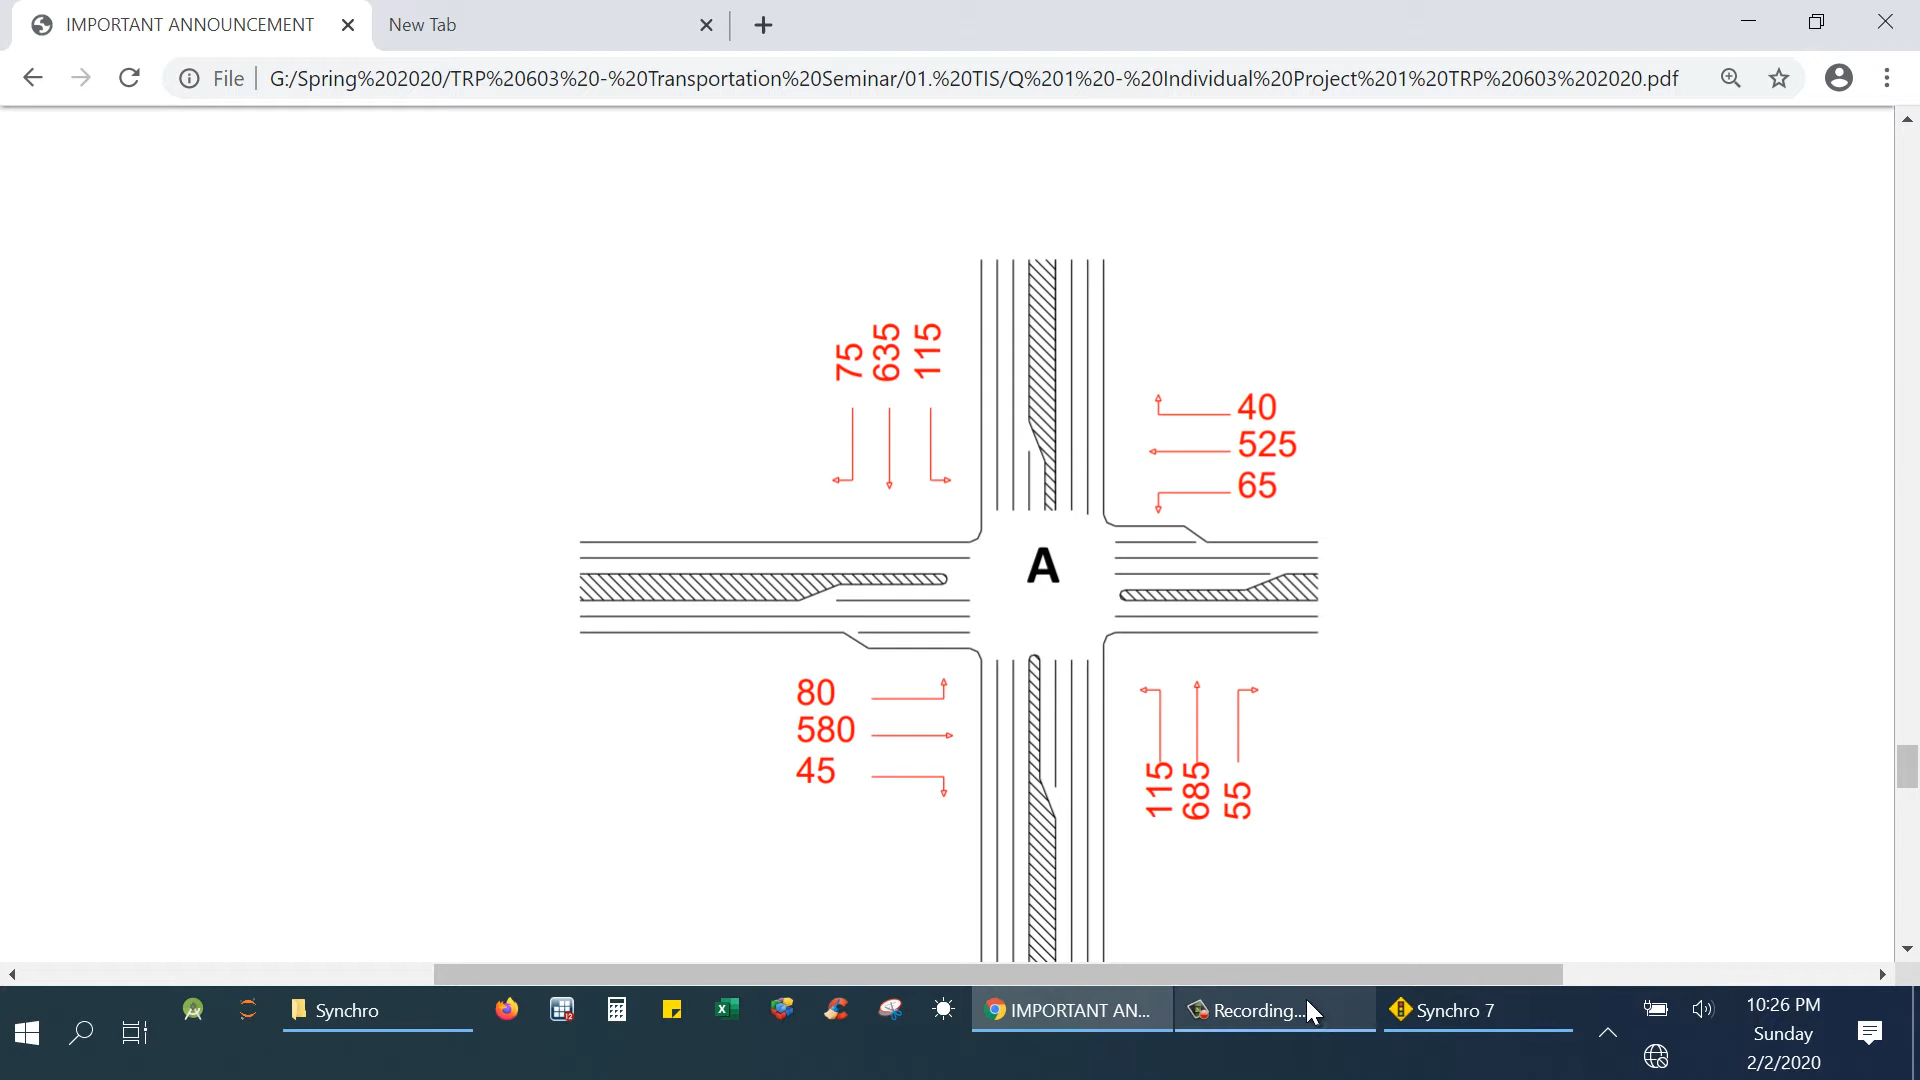 IMPORTANT ANNOUNCEMENT
New Tab
File
G:/Spring%202020/TRP%20603%20-%20Transportation%20Seminar/01.%20TIS/Q%201%20-%20Individual%20Project%201%20TRP%20603%202020.pdf
75
635
115
40
525
65
A
80
580
45
115
685
55
Synchro
12
IMPORTANT AN...
Recording...
Synchro 7
10:26 PM
Sunday
2/2/2020